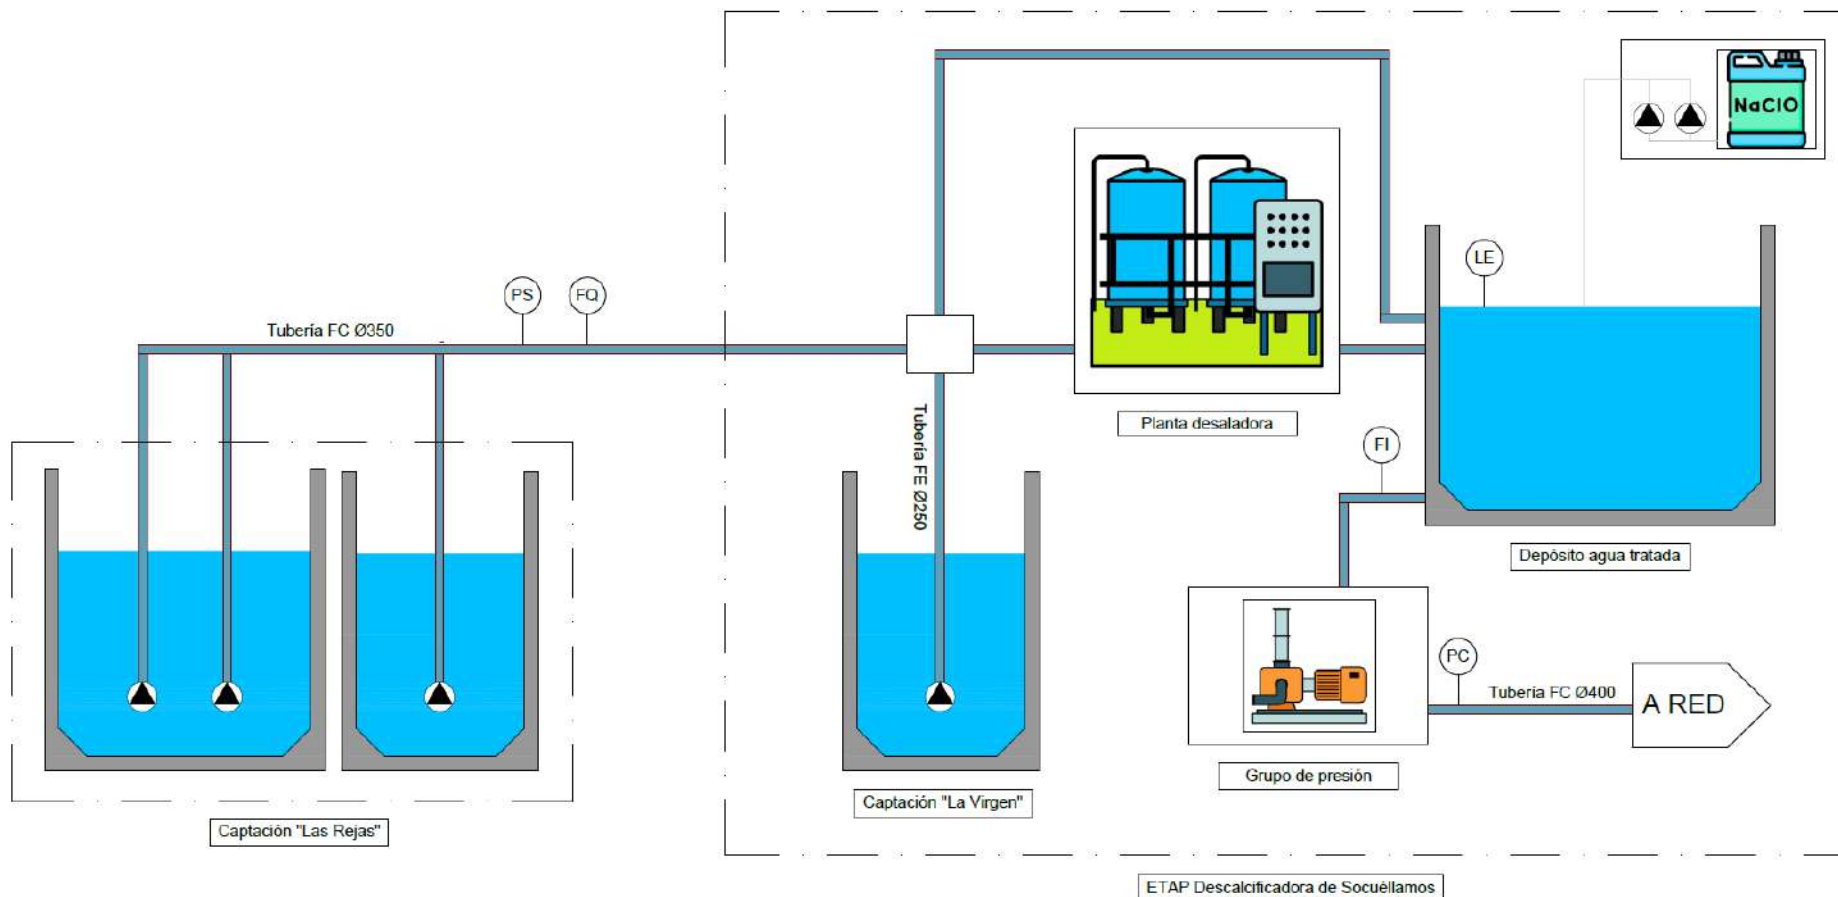 NaClO
LE
PS
FQ
Tubería FC Ø350
Planta desaladora
Tubería FE Ø250
FI
Depósito agua tratada
PC
Tubería FC Ø400
A RED
Grupo de presión
Captación "La Virgen"
Captación "Las Rejas"
ETAP Descalcificadora de Socuéllamos